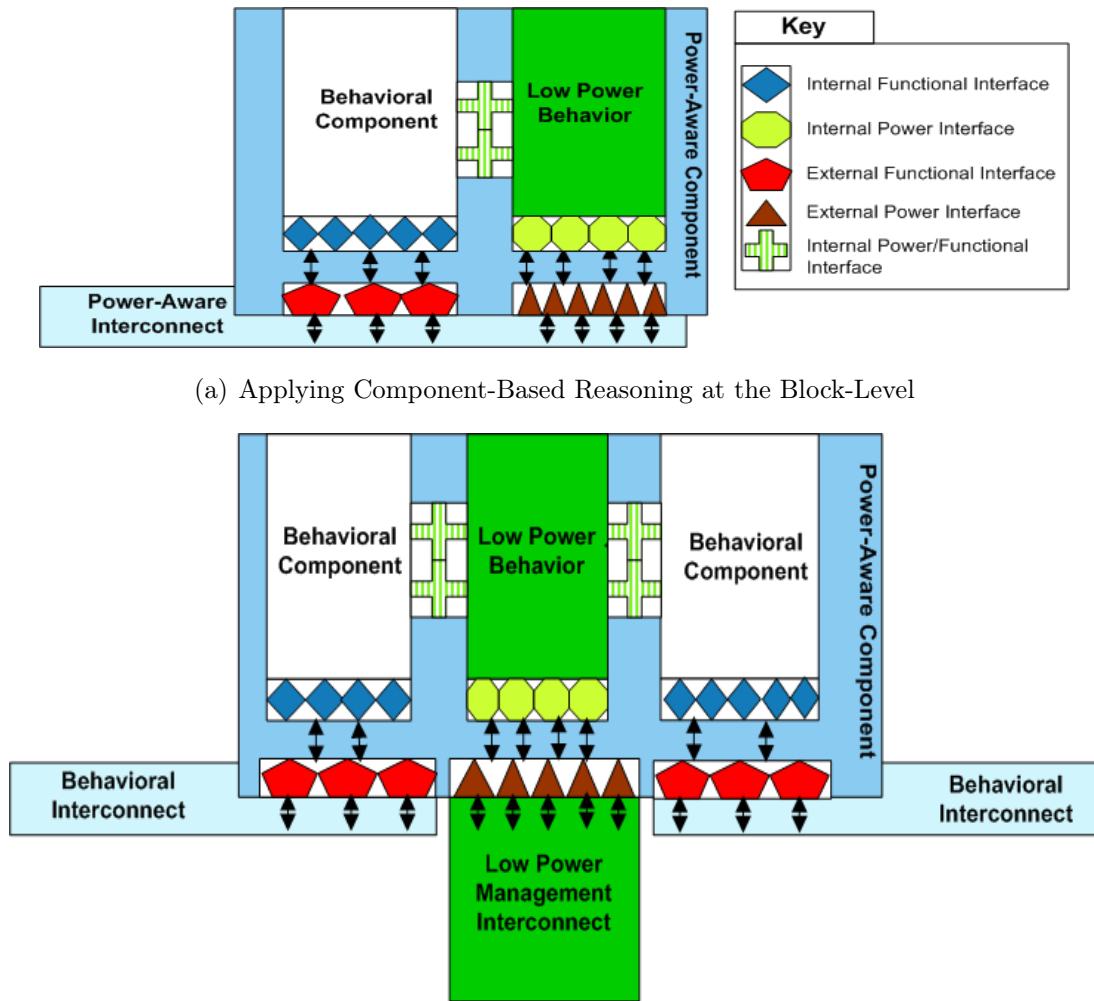 Key
Internal Functional Interface
Internal Power Interface
External Functional Interface
External Power Interface
Internal Power/Functional
Interface
Behavioral
Component
Low Power
Behavior
Power-Aware Component
Power-Aware
Interconnect
(a) Applying Component-Based Reasoning at the Block-Level
Behavioral
Component
Low Power
Behavior
Behavioral
Component
Power-Aware Component
Behavioral
Interconnect
Behavioral
Interconnect
Low Power
Management
Interconnect